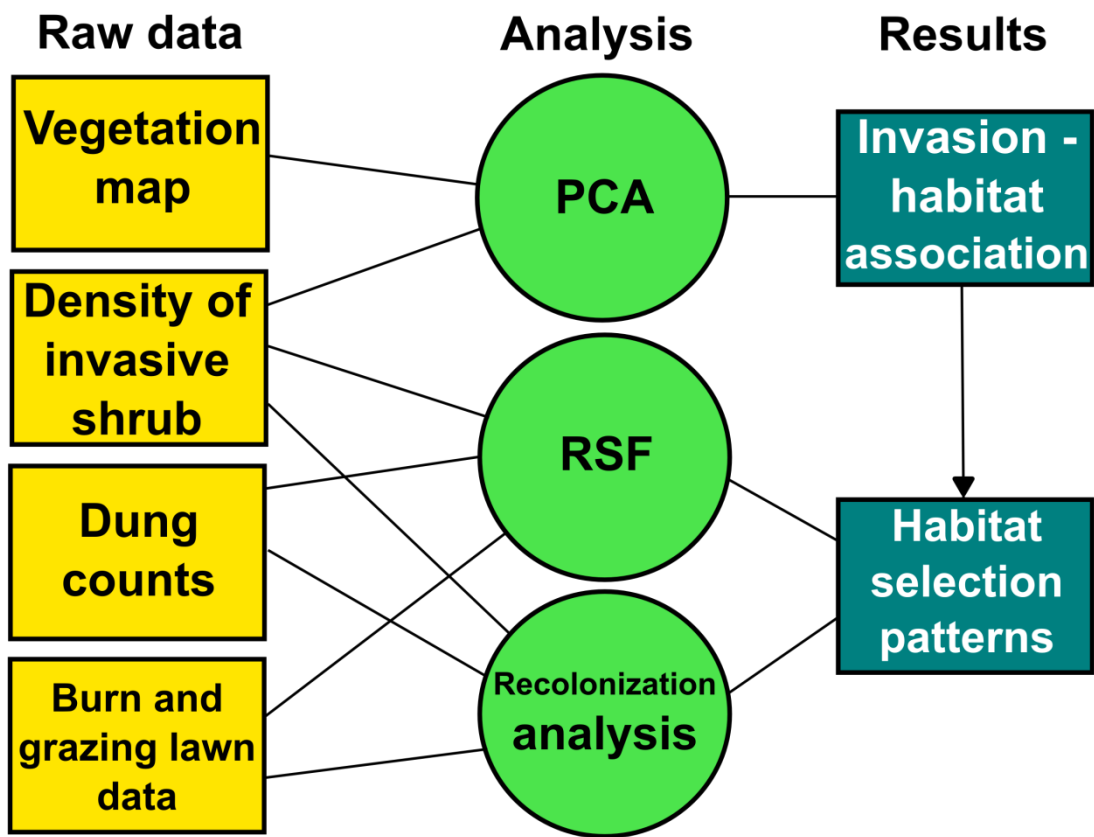 Raw data
Analysis
Results
Vegetation
map
Density of
invasive
shrub
Dung
counts
Burn and
grazing lawn
data
PCA
RSF
Recolonization
analysis
Invasion -
habitat
association
Habitat
selection
patterns